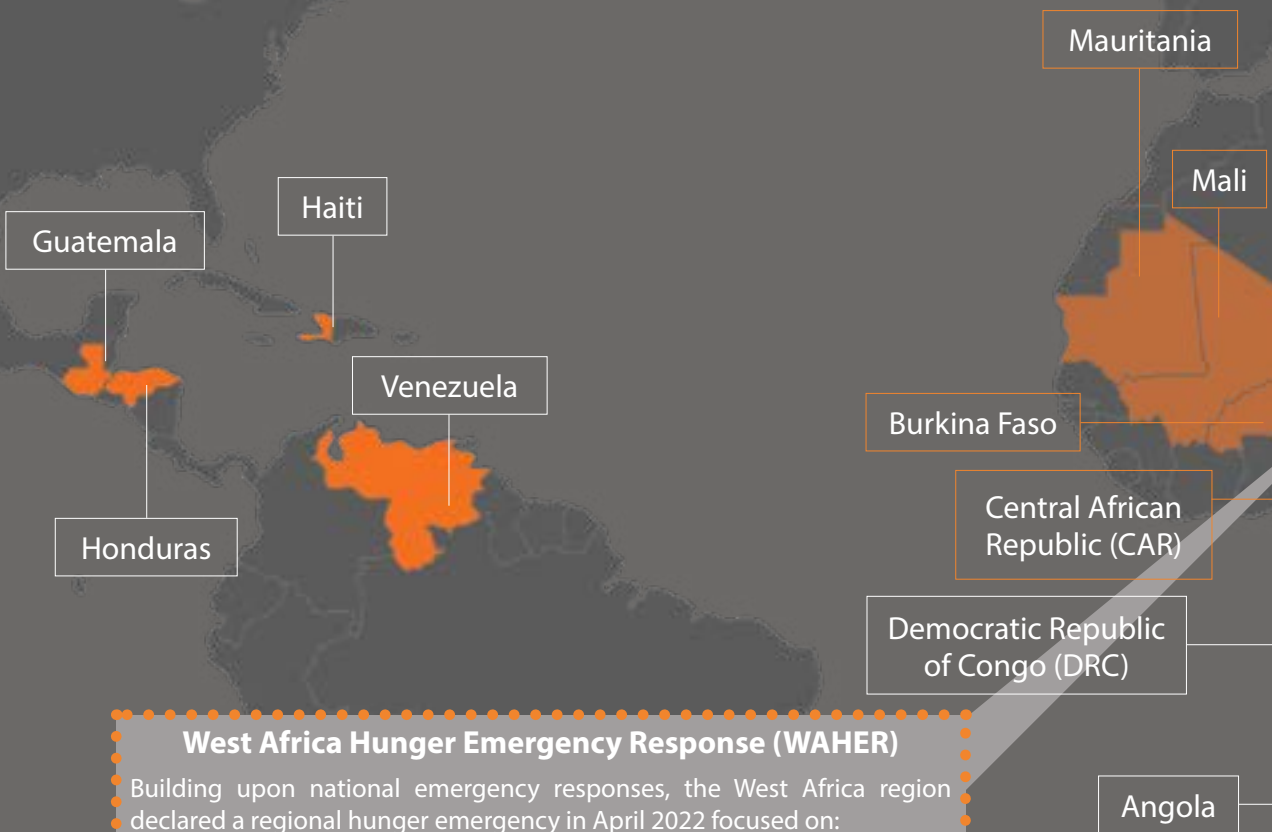 Mauritania
Mali
Haiti
Guatemala
Venezuela
Burkina Faso
Central African
Republic (CAR)
Honduras
Democratic Republic
of Congo (DRC)
West Africa Hunger Emergency Response (WAHER)
Building upon national emergency responses, the West Africa region
declared a regional hunger emergency in April 2022 focused on:
Angola